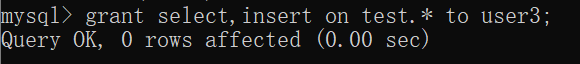 mysql> grant select,insert on test.* to user3;
Query OK, 0 rows affected (0.00 sec)